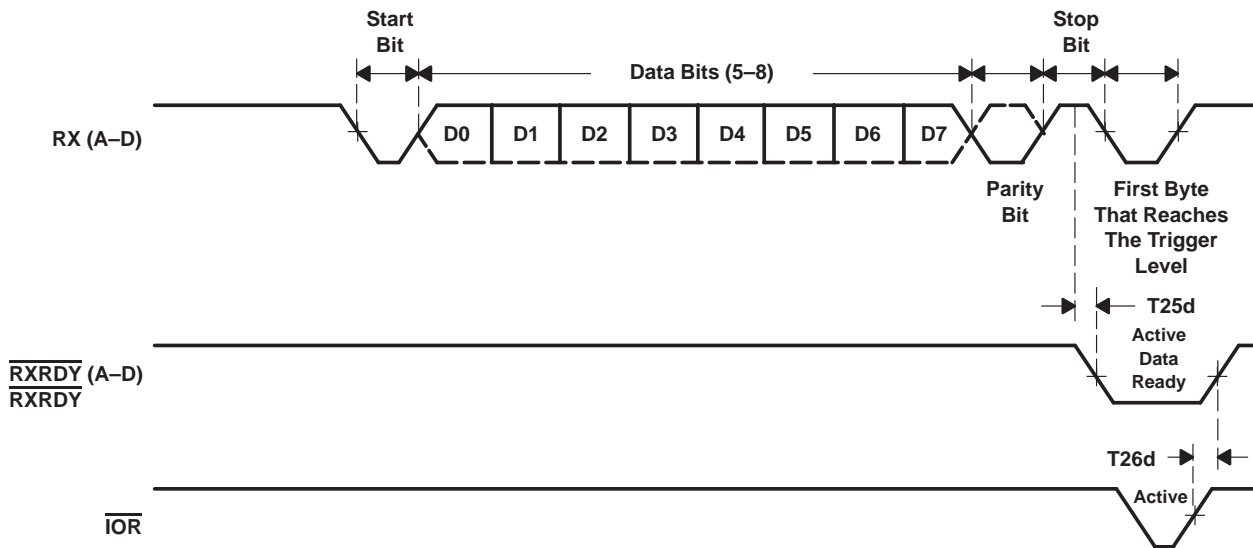 Start
Bit
Data Bits (5–8)
Stop
Bit
RX (A–D)
D0 D1 D2 D3 D4 D5 D6 D7
Parity
Bit
First Byte
That Reaches
The Trigger
Level
T25d
RXRDY (A–D)
RXRDY
Active
Data
Ready
T26d
IOR
Active